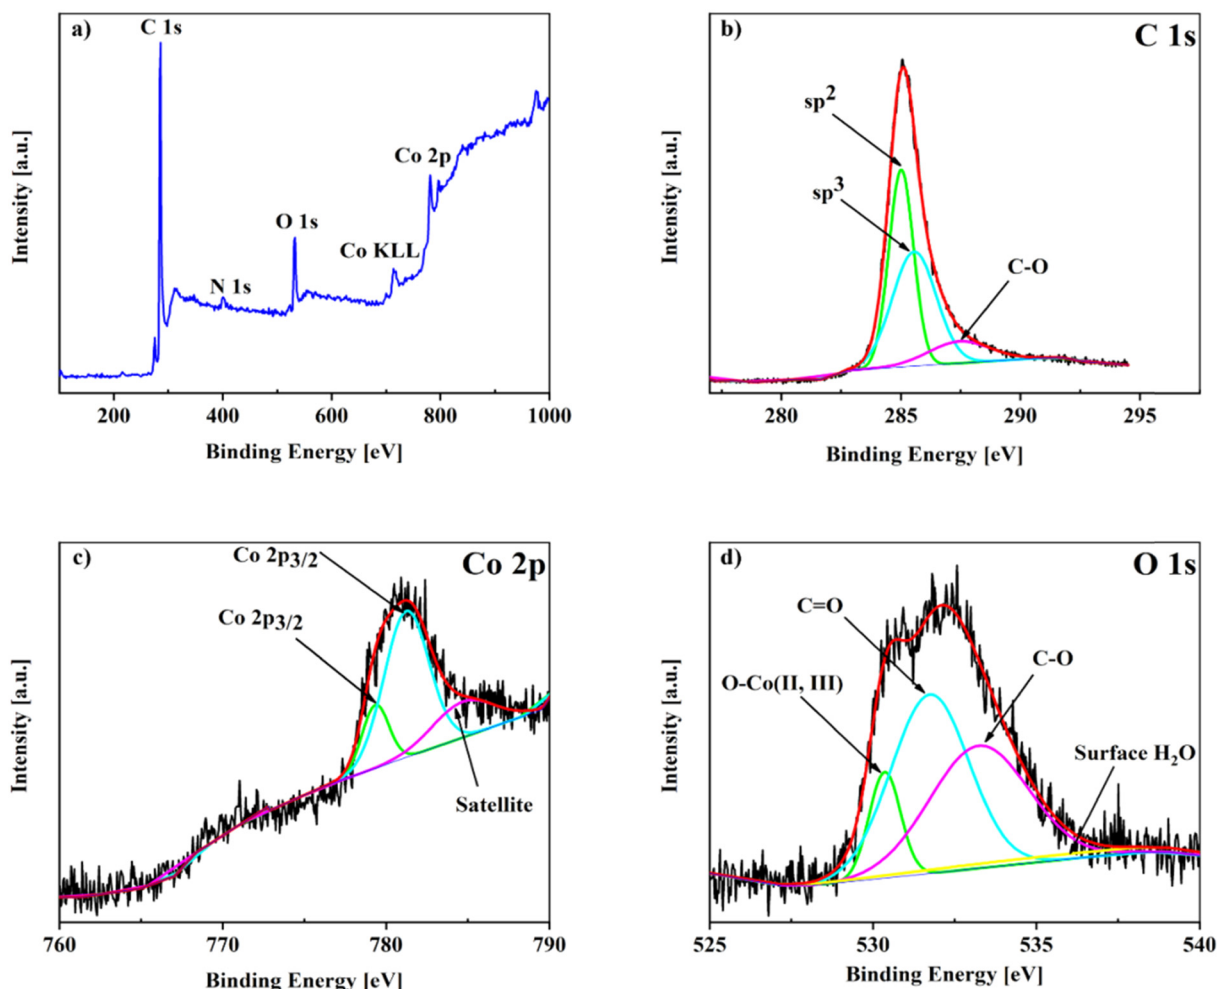 a)
C 1s
N 1s
O 1s
Co KLL
Co 2p
Intensity [a.u.]
200 400 600 800 1000
Binding Energy [eV]
b)
C 1s
sp2
sp3
C-O
Intensity [a.u.]
280 285 290 295
Binding Energy [eV]
c)
Co 2p
Co 2p3/2
Co 2p3/2
Satellite
Intensity [a.u.]
760 770 780 790
Binding Energy [eV]
d)
O 1s
C=O
C-O
O-Co(II, III)
Surface H2O
Intensity [a.u.]
525 530 535 540
Binding Energy [eV]